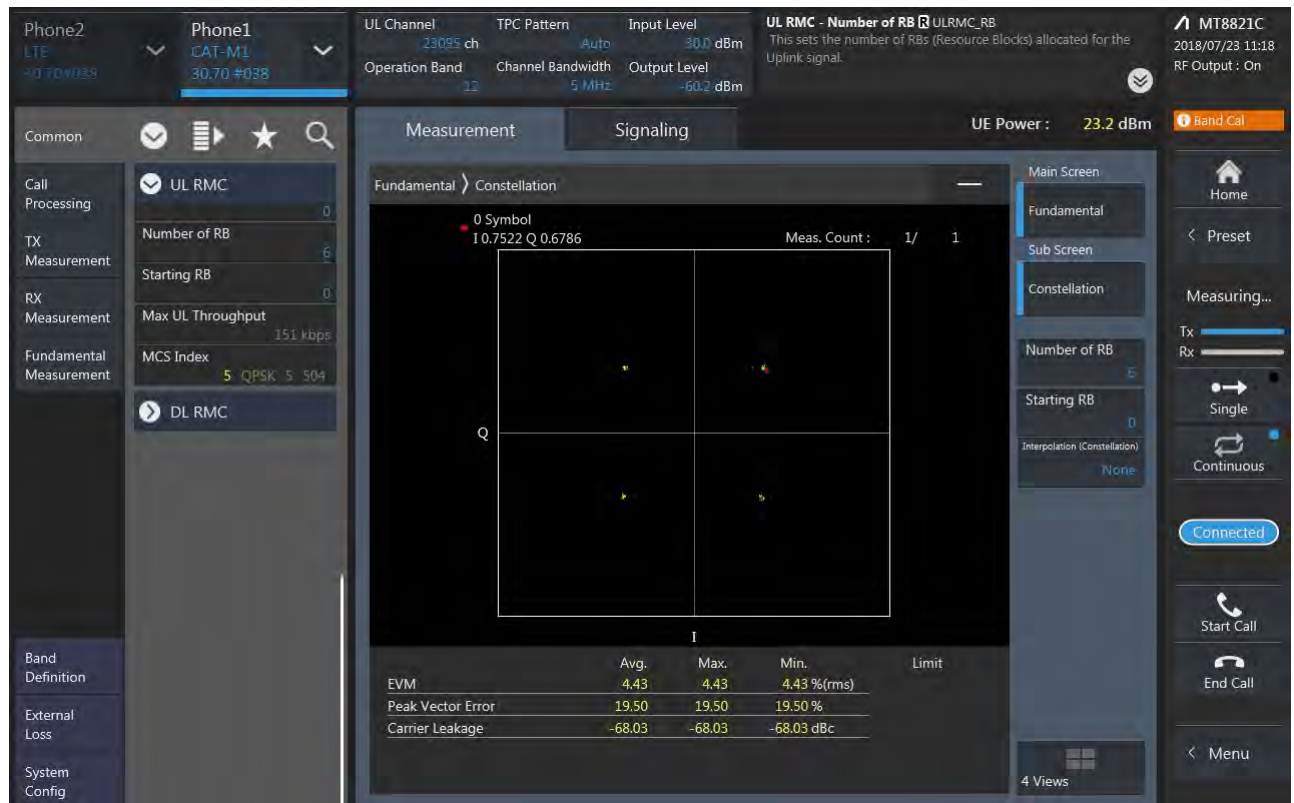 Phone2
LTE
Phone1
CAT-M1
30.70 #038
UL Channel
23095 ch
Operation Band
12
TPC Pattern
Auto
Channel Bandwidth
5 MHz
Input Level
30.0 dBm
Output Level
-60.2 dBm
UL RMC - Number of RB R ULRMC_RB
This sets the number of RBs (Resource Blocks) allocated for the
Uplink signal.
MT8821C
2018/07/23 11:18
RF Output : On
Common
Call
Processing
TX
Measurement
RX
Measurement
Fundamental
Measurement
Band
Definition
External
Loss
System
Config
UL RMC
0
Number of RB
6
Starting RB
0
Max UL Throughput
151 kbps
MCS Index
5 QPSK 5 504
DL RMC
Measurement
Signaling
UE Power : 23.2 dBm
Fundamental Constellation
0 Symbol
I 0.7522 Q 0.6786
Meas. Count : 1/ 1
Q
I
Avg. Max. Min. Limit
EVM 4.43 4.43 4.43 %(rms)
Peak Vector Error 19.50 19.50 19.50 %
Carrier Leakage -68.03 -68.03 -68.03 dBc
Main Screen
Fundamental
Sub Screen
Constellation
Number of RB
6
Starting RB
0
Interpolation (Constellation)
None
4 Views
Band Cal
Home
< Preset
Measuring...
Tx
Rx
Single
Continuous
Connected
Start Call
End Call
< Menu